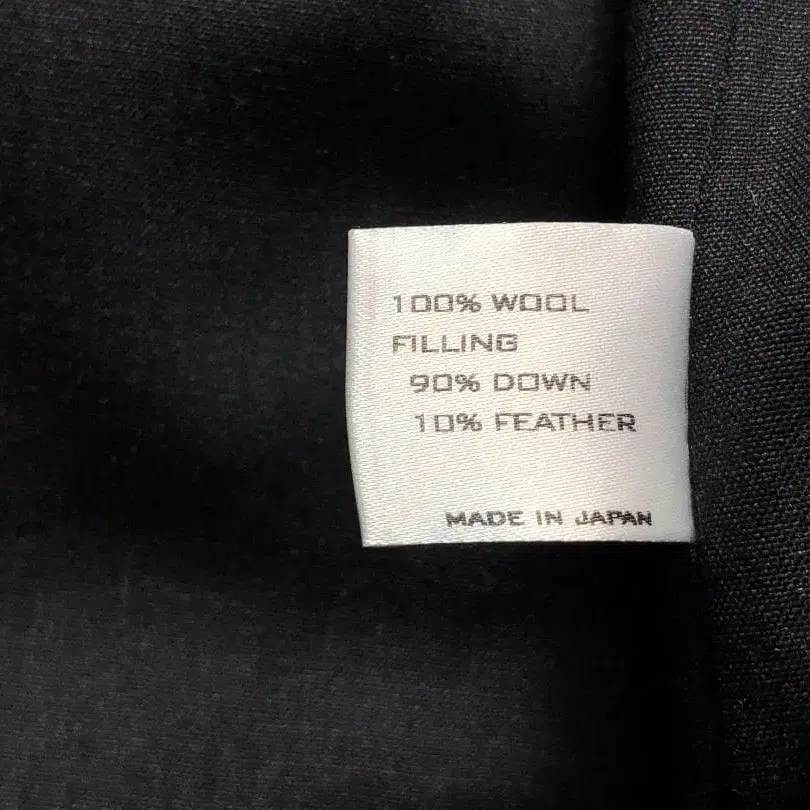 100% WOOL
FILLING
90% DOWN
10% FEATHER
MADE IN JAPAN